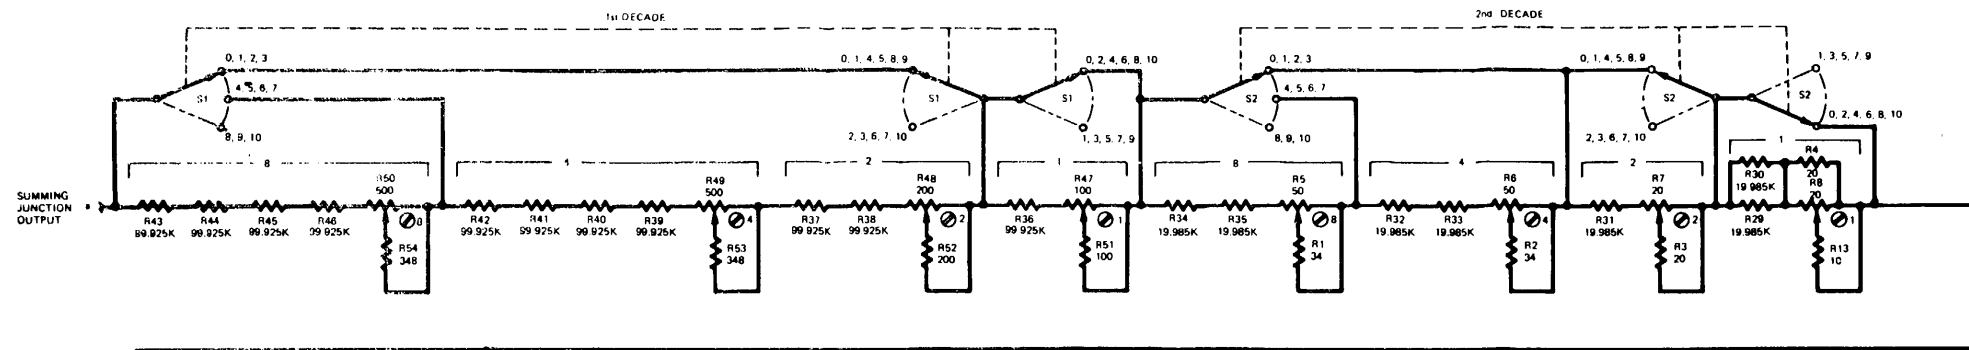 1st DECADE
2nd DECADE
0, 1, 2, 3
0, 1, 4, 5, 8, 9
0, 2, 4, 6, 8, 10
0, 1, 2, 3
0, 1, 4, 5, 8, 9
1, 3, 5, 7, 9
S1
4, 5, 6, 7
S1
S1
S2
4, 5, 6, 7
S2
S2
8, 9, 10
2, 3, 6, 7, 10
1, 3, 5, 7, 9
8, 9, 10
2, 3, 6, 7, 10
0, 2, 4, 6, 8, 10
8
4
2
1
8
4
2
1
SUMMING
JUNCTION
OUTPUT
R43
89.925K
R44
99.925K
R45
99.925K
R46
99.925K
R50
500
8
R54
348
R42
99.925K
R41
99.925K
R40
99.925K
R39
99.925K
R49
500
4
R53
348
R37
99.925K
R38
99.925K
R48
200
2
R52
200
R36
99.925K
R47
100
1
R51
100
R34
19.985K
R35
19.985K
R5
50
8
R1
34
R32
19.985K
R33
19.985K
R6
50
4
R2
34
R31
19.985K
R7
20
2
R3
20
R30
19.985K
R4
20
R29
19.985K
R8
20
1
R13
10